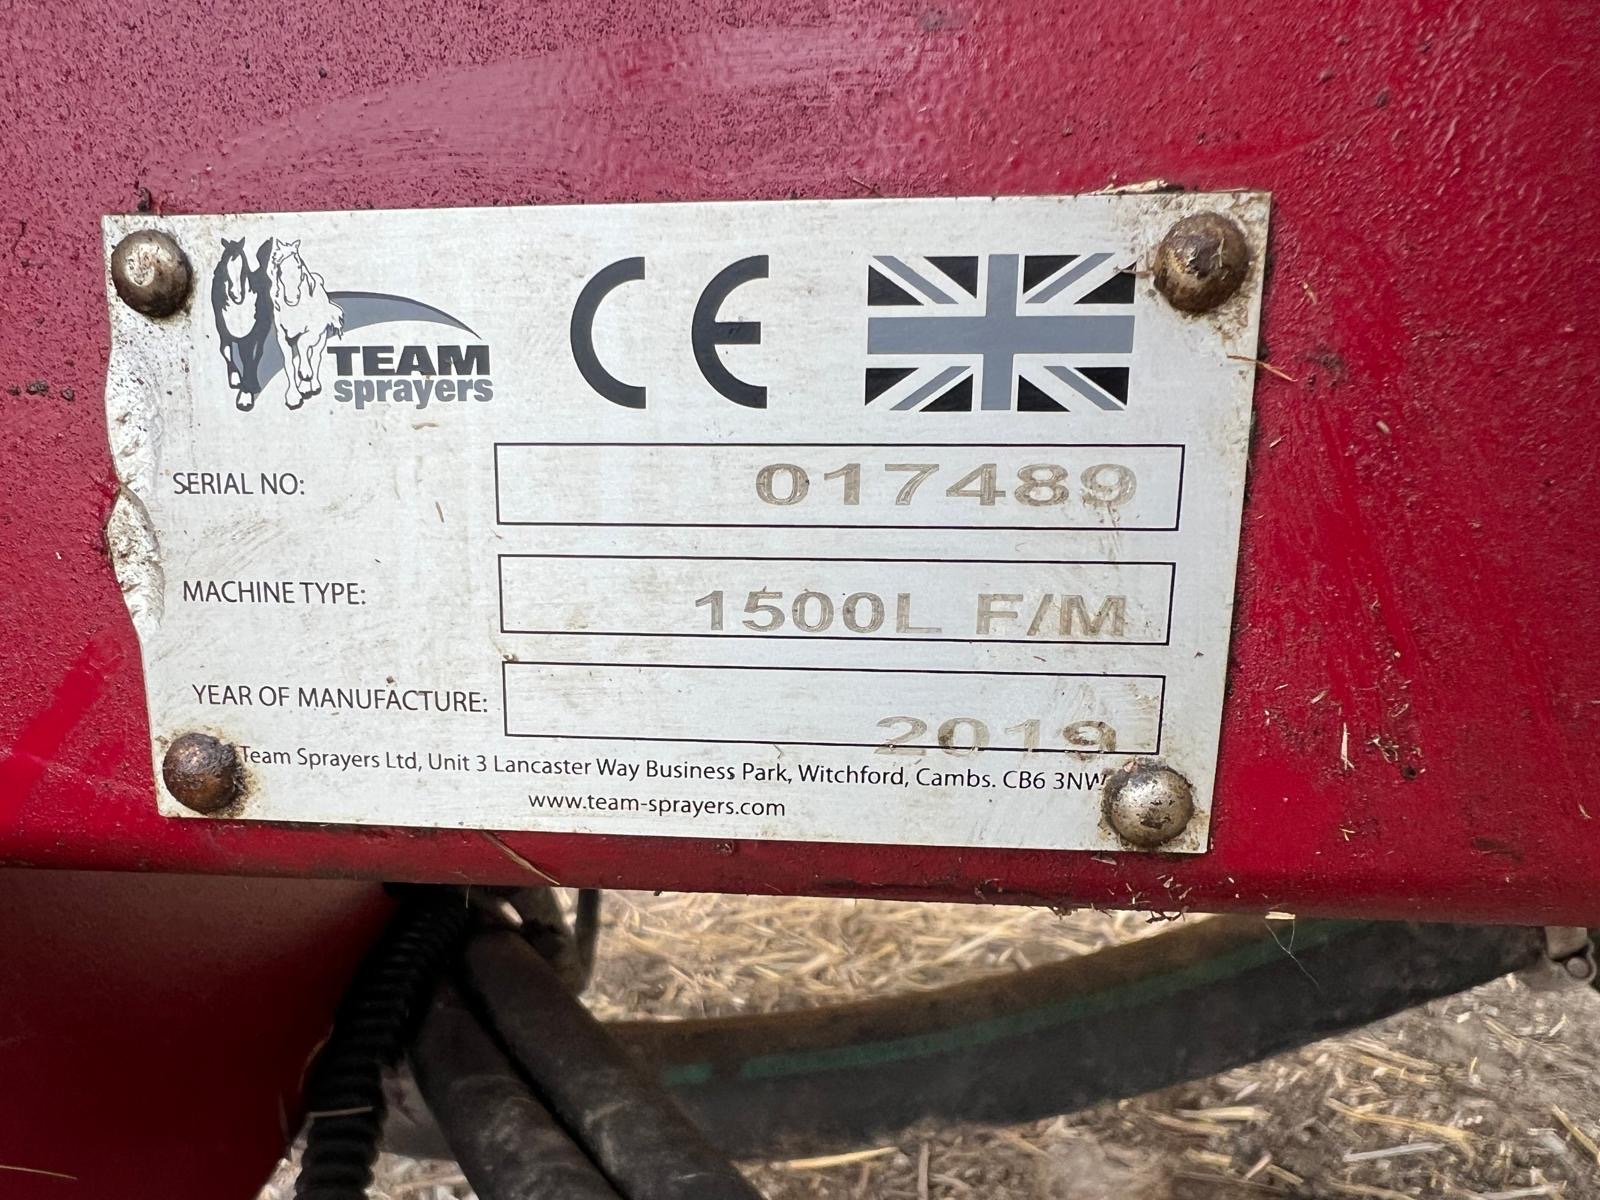 TEAM
sprayers
CE
SERIAL NO: 017489
MACHINE TYPE: 1500L F/M
YEAR OF MANUFACTURE: 2019
Team Sprayers Ltd, Unit 3 Lancaster Way Business Park, Witchford, Cambs. CB6 3NW
www.team-sprayers.com